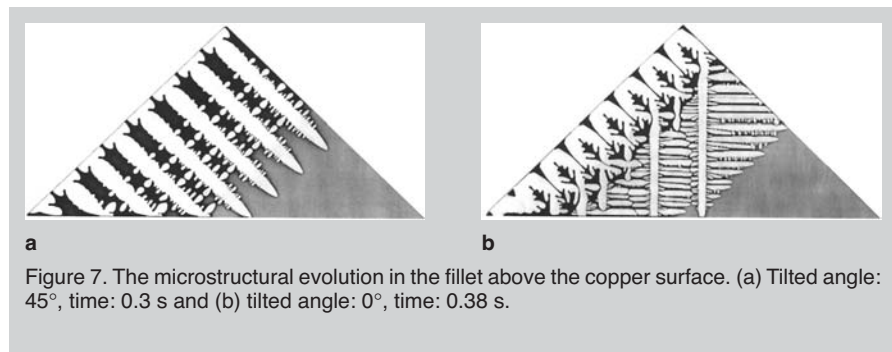 a
b
Figure 7. The microstructural evolution in the fillet above the copper surface. (a) Tilted angle:
45°, time: 0.3 s and (b) tilted angle: 0°, time: 0.38 s.